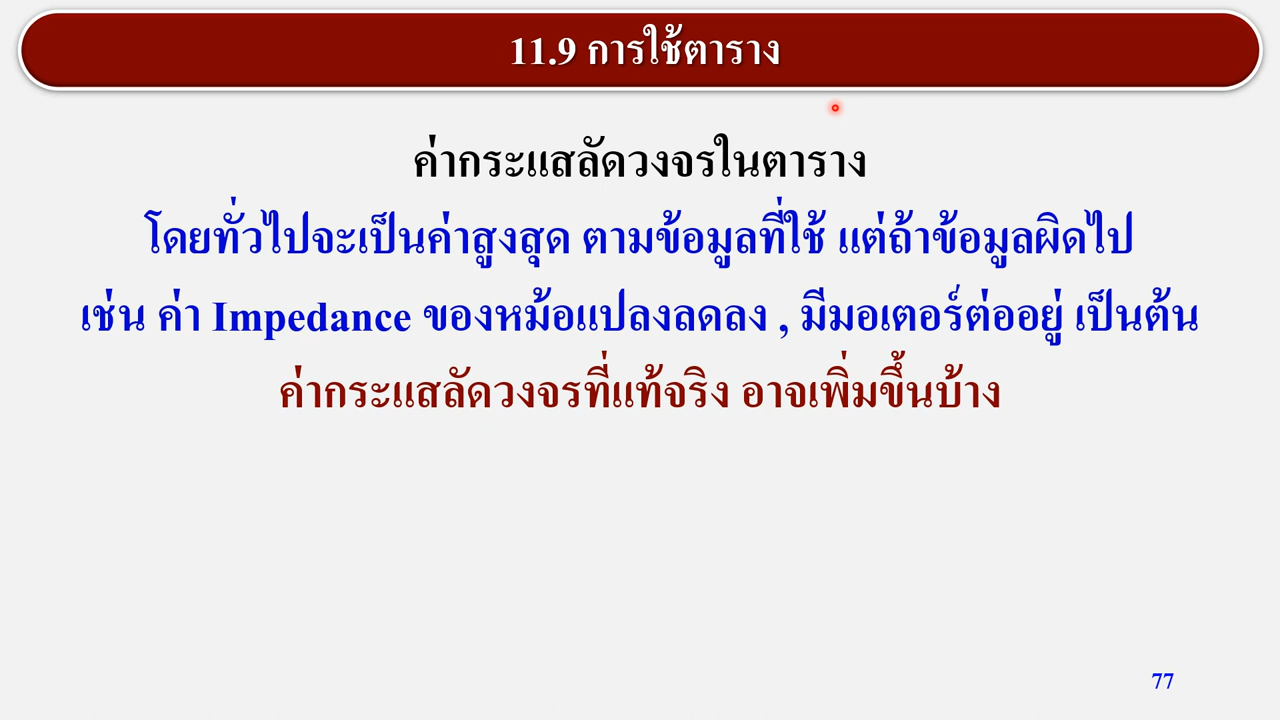 11.9 การใช้ตาราง
ค่ากระแสลัดวงจรในตาราง
โดยทั่วไปจะเป็นค่าสูงสุด ตามข้อมูลที่ใช้ แต่ถ้าข้อมูลผิดไป
เช่น ค่า Impedance ของหม้อแปลงลดลง , มีมอเตอร์ต่ออยู่ เป็นต้น
ค่ากระแสลัดวงจรที่แท้จริง อาจเพิ่มขึ้นบ้าง
77